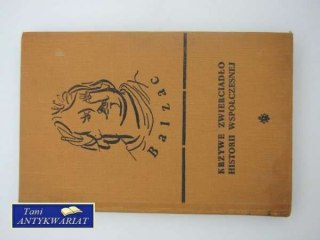 Balzac
KRZYWE ZWIERCIADŁO
HISTORII WSPÓŁCZESNEJ
Tani
ANTYKWARIAT